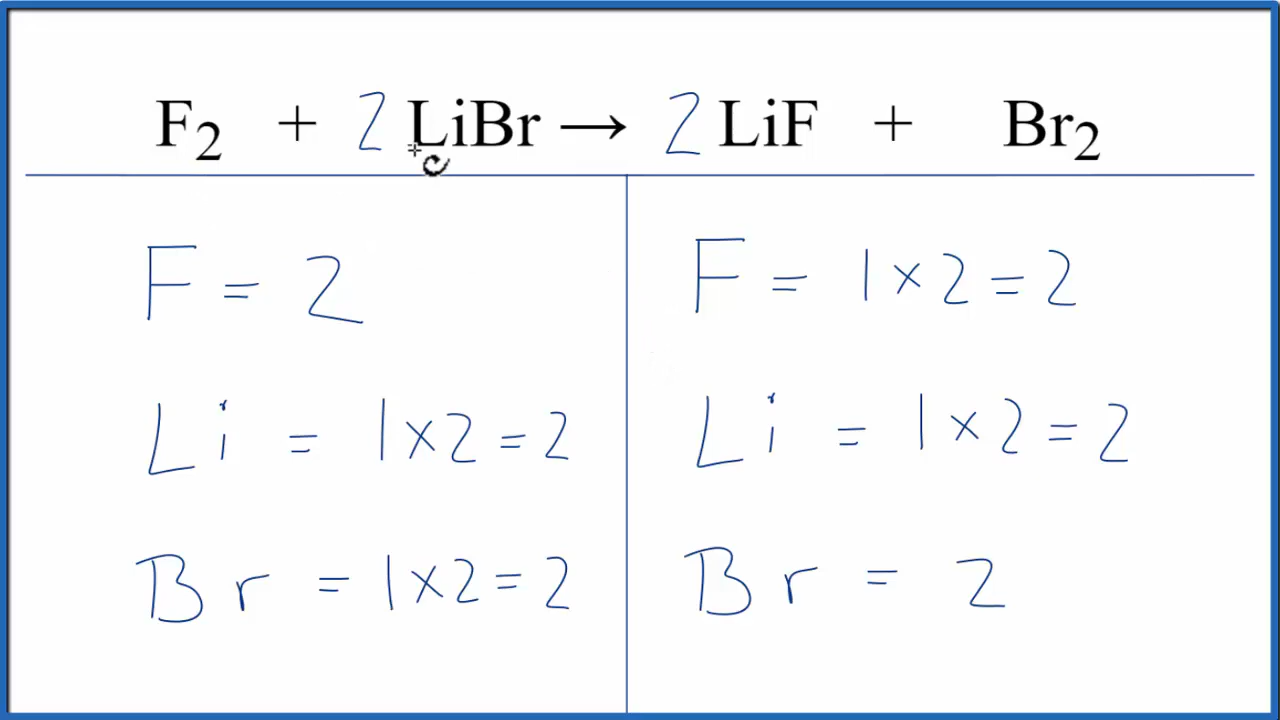 F₂ + 2 LiBr → 2 LiF + Br₂
F = 2
Li = 1×2=2
Br = 1×2=2
F = 1×2=2
Li = 1×2=2
Br = 2